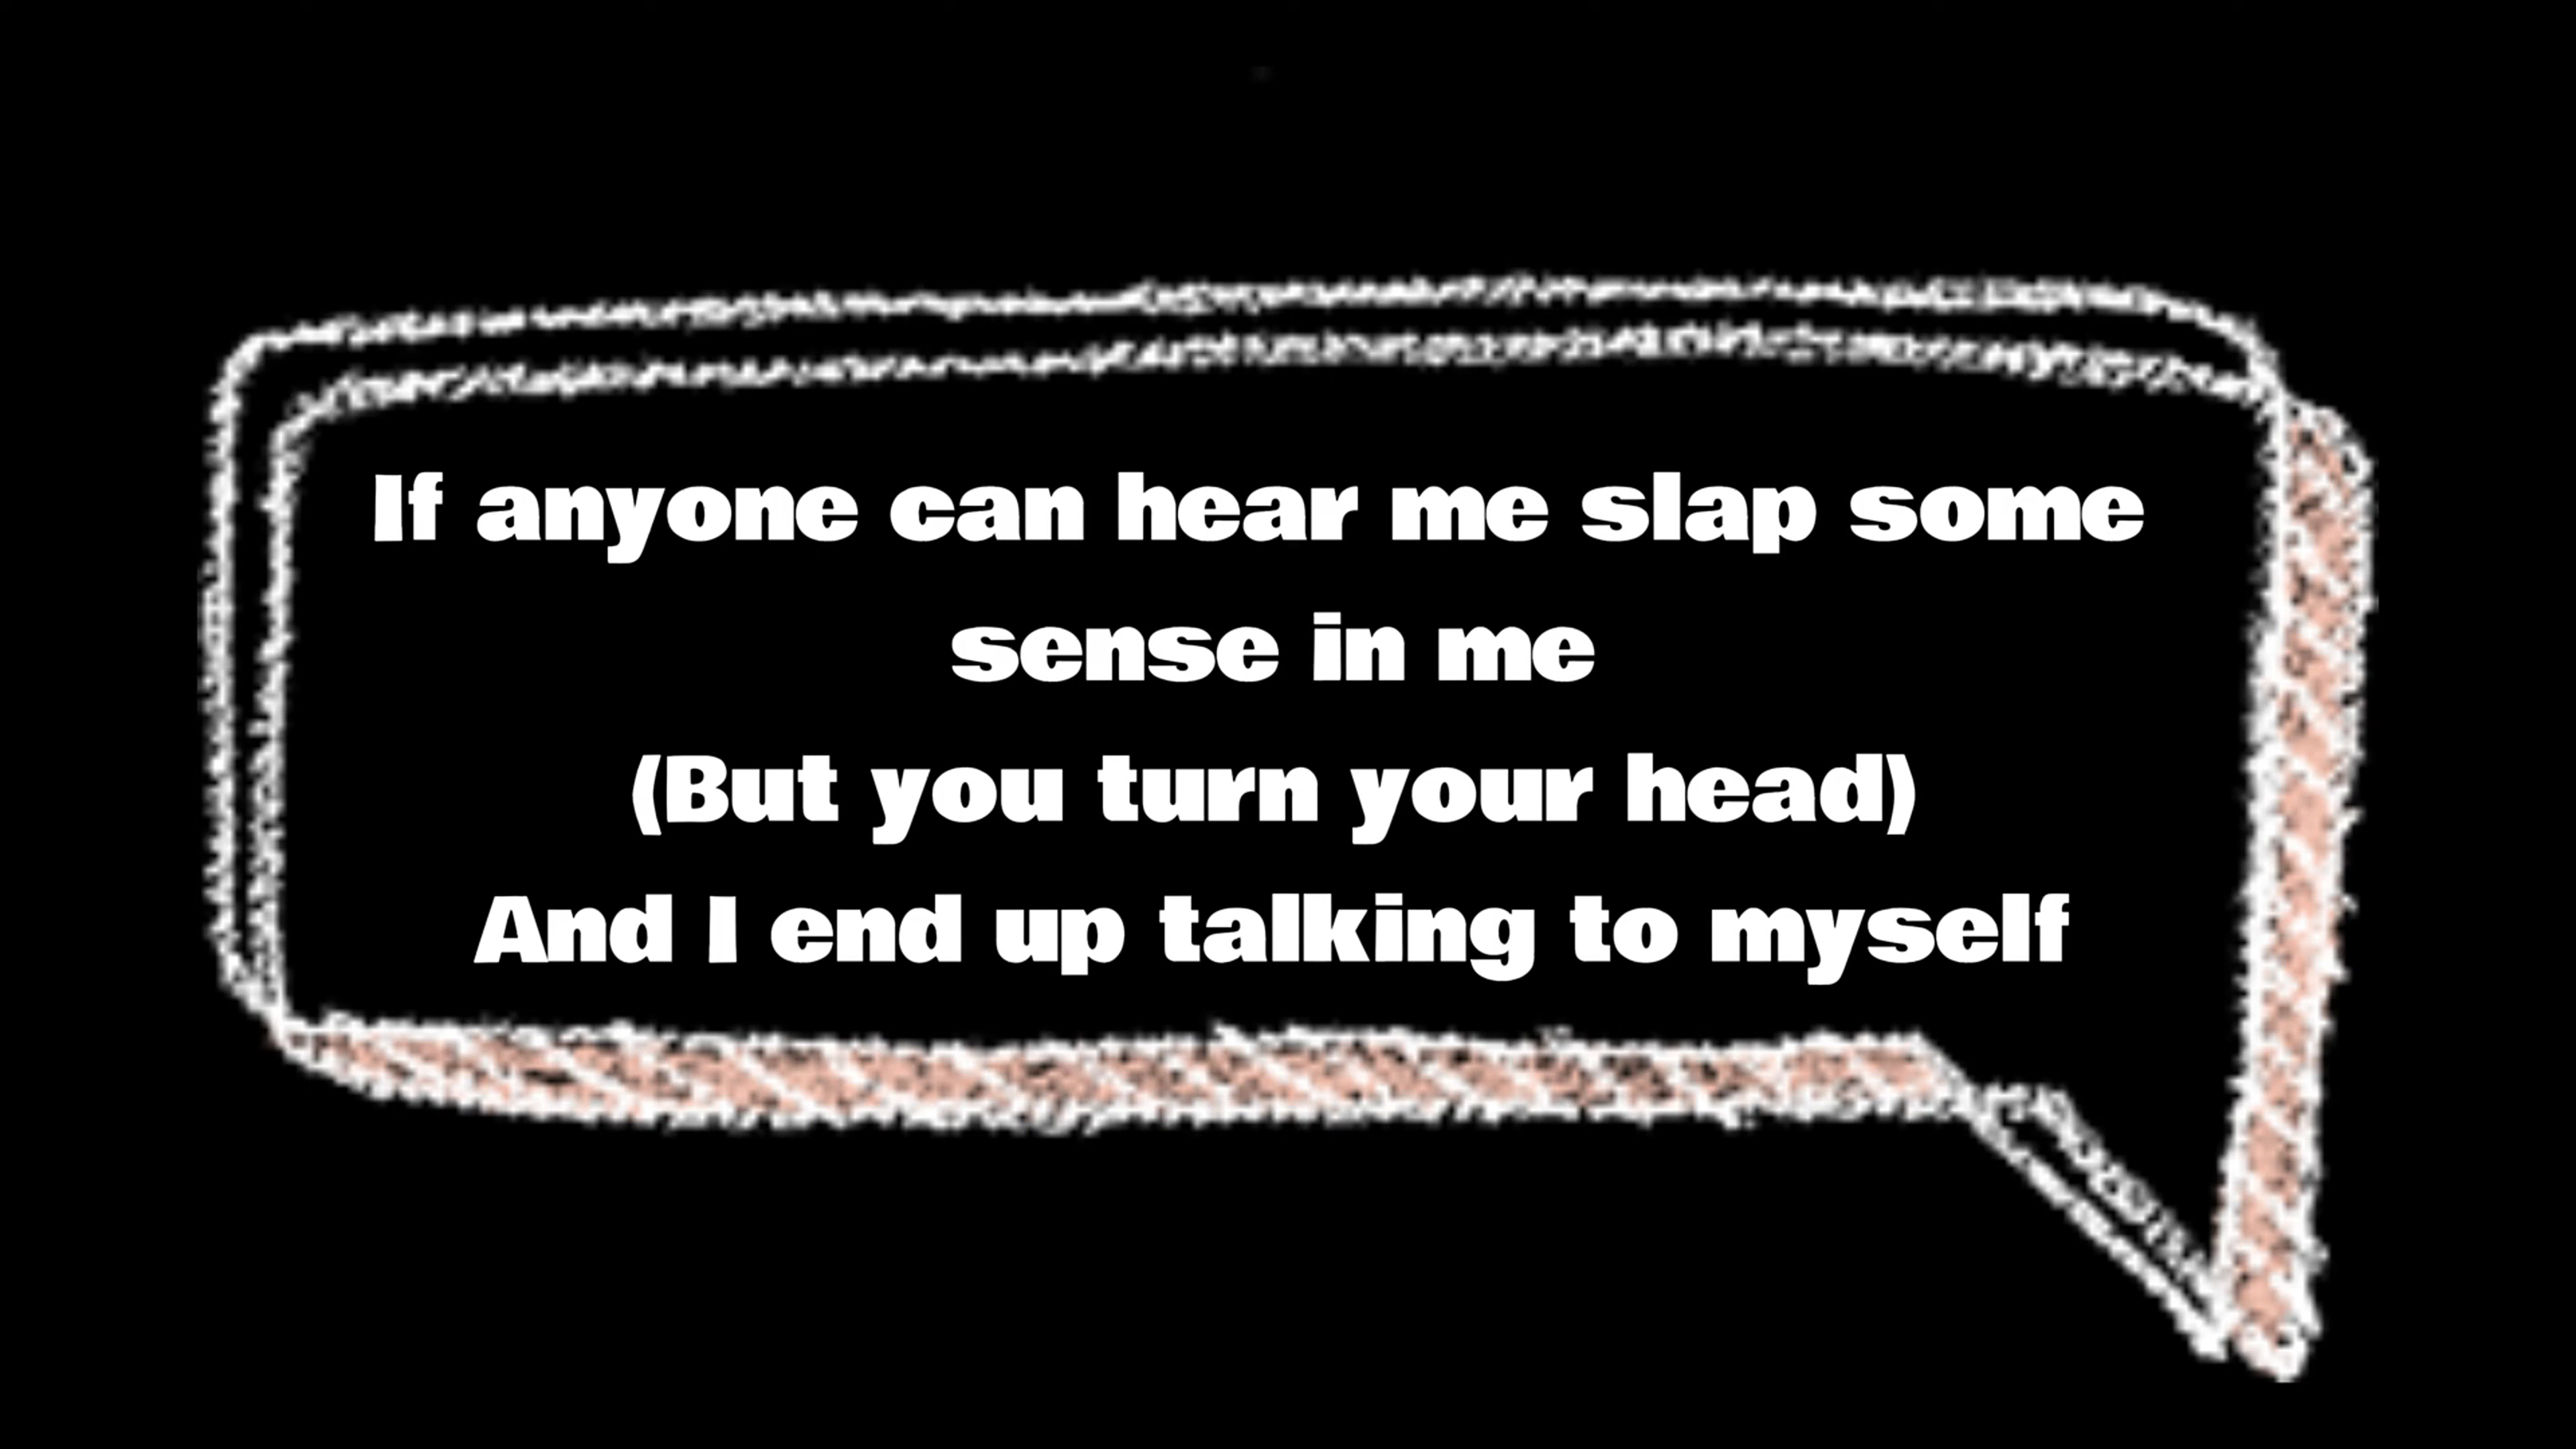 If anyone can hear me slap some
sense in me
(But you turn your head)
And I end up talking to myself